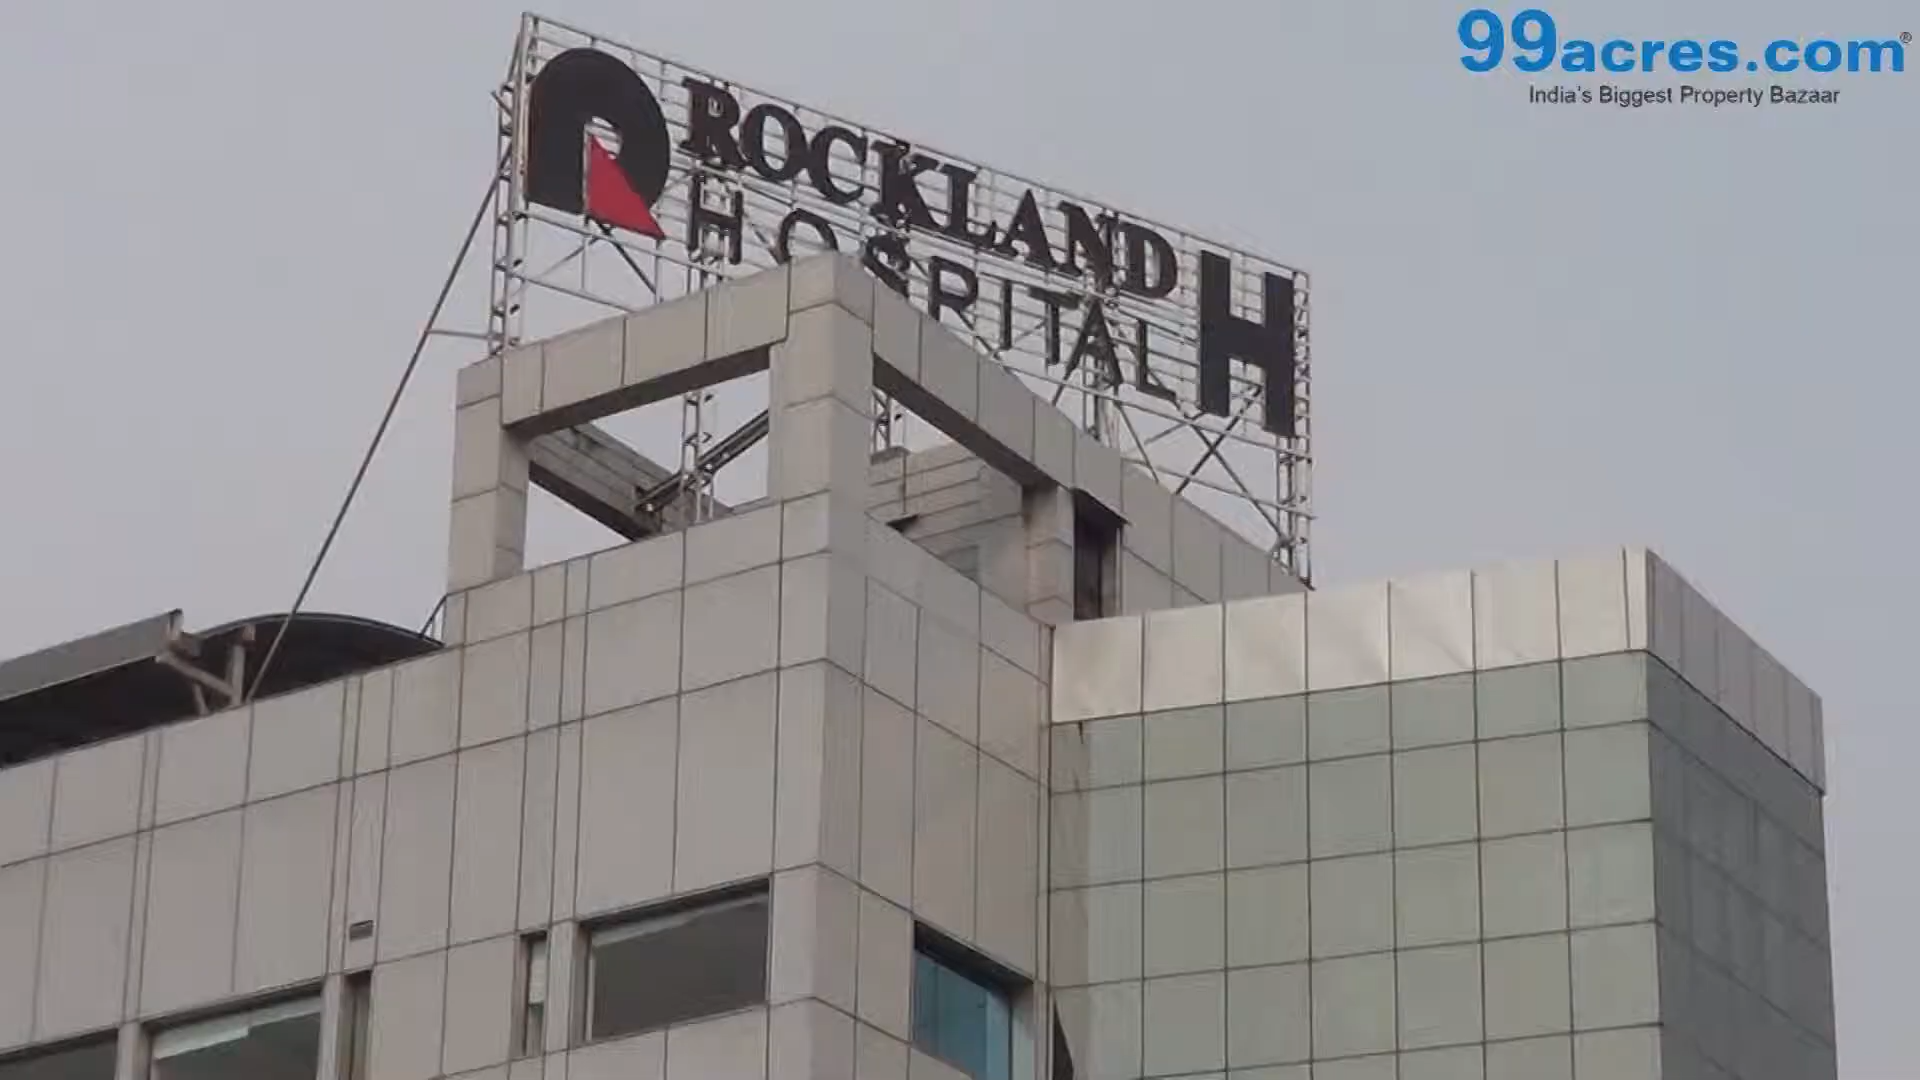 99acres.com®
India's Biggest Property Bazaar
ROCKLAND
HOSPITAL
H